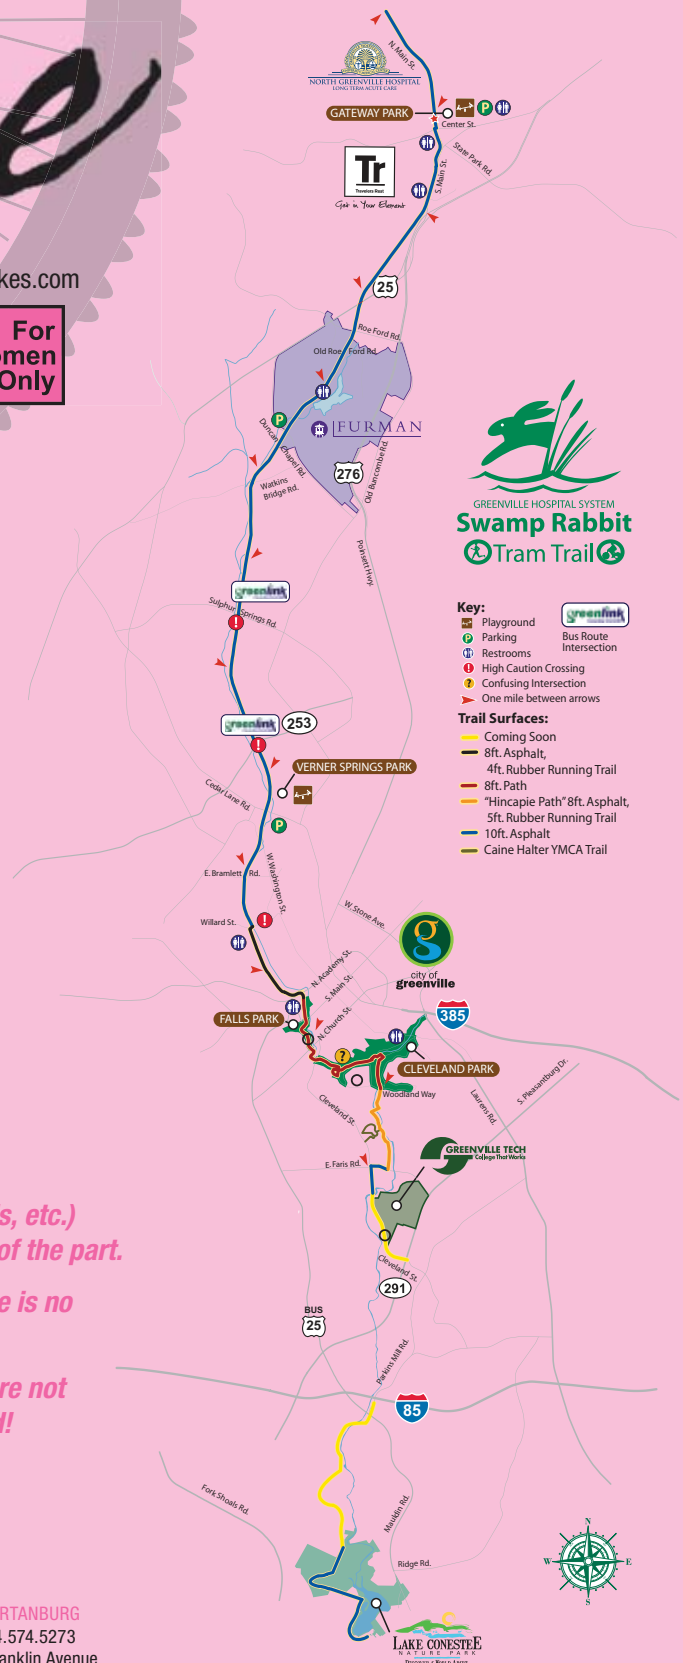 N. Main St.
NORTH GREENVILLE HOSPITAL
LONG TERM ACUTE CARE
GATEWAY PARK
P
Center St.
State Park Rd.
S. Main St.
Tr
Travelers Rest
Get in Your Element
kes.com
25
For
omen
Only
Roe Ford Rd.
Old Roe Ford Rd.
P
FURMAN
Duncan Chapel Rd.
276
Old Buncombe Rd.
Watkins
Bridge Rd.
Poinsett Hwy.
GREENVILLE HOSPITAL SYSTEM
Swamp Rabbit
Tram Trail
greenlink
Sulphur Springs Rd.
!
Key:
Playground
P Parking
Restrooms
! High Caution Crossing
? Confusing Intersection
One mile between arrows
greenlink
Bus Route
Intersection
Trail Surfaces:
Coming Soon
8ft. Asphalt,
4ft. Rubber Running Trail
8ft. Path
"Hincapie Path" 8ft. Asphalt,
5ft. Rubber Running Trail
10ft. Asphalt
Caine Halter YMCA Trail
greenlink
253
!
VERNER SPRINGS PARK
Cedar Lane Rd.
P
E. Bramlett Rd.
W. Washington St.
Willard St.
!
W. Stone Ave.
g
city of
greenville
N. Academy St.
S. Main St.
N. Church St.
FALLS PARK
385
?
CLEVELAND PARK
Woodland Way
Cleveland St.
Laurens Rd.
S. Pleasantburg Dr.
GREENVILLE TECH
College That Works
E. Faris Rd.
s, etc.)
of the part.
Cleveland St.
291
e is no
BUS
25
Parkins Mill Rd.
re not
d!
85
Fork Shoals Rd.
Mauldin Rd.
Ridge Rd.
N
W
E
S
LAKE CONESTEE
NATURE PARK
RTANBURG
4.574.5273
anklin Avenue